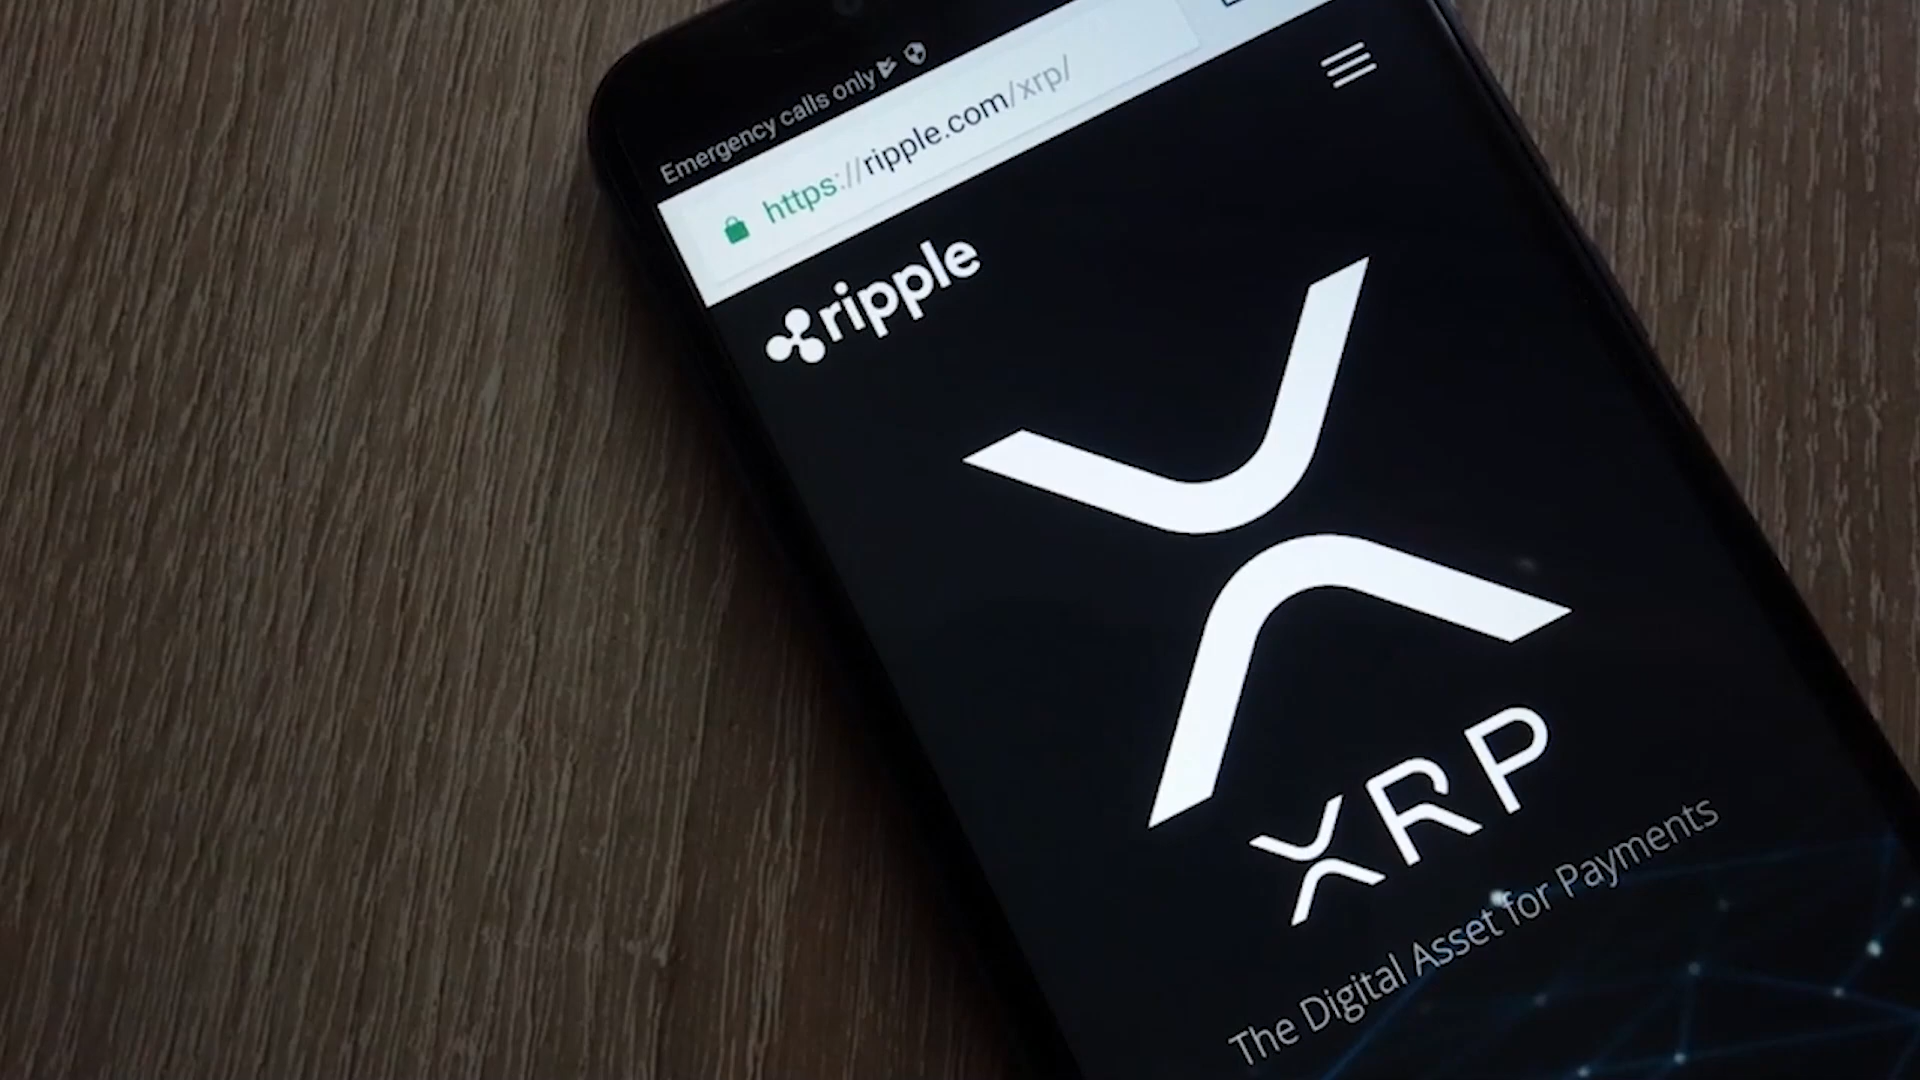 Emergency calls only
https://ripple.com/xrp/
ripple
XRP
The Digital Asset for Payments